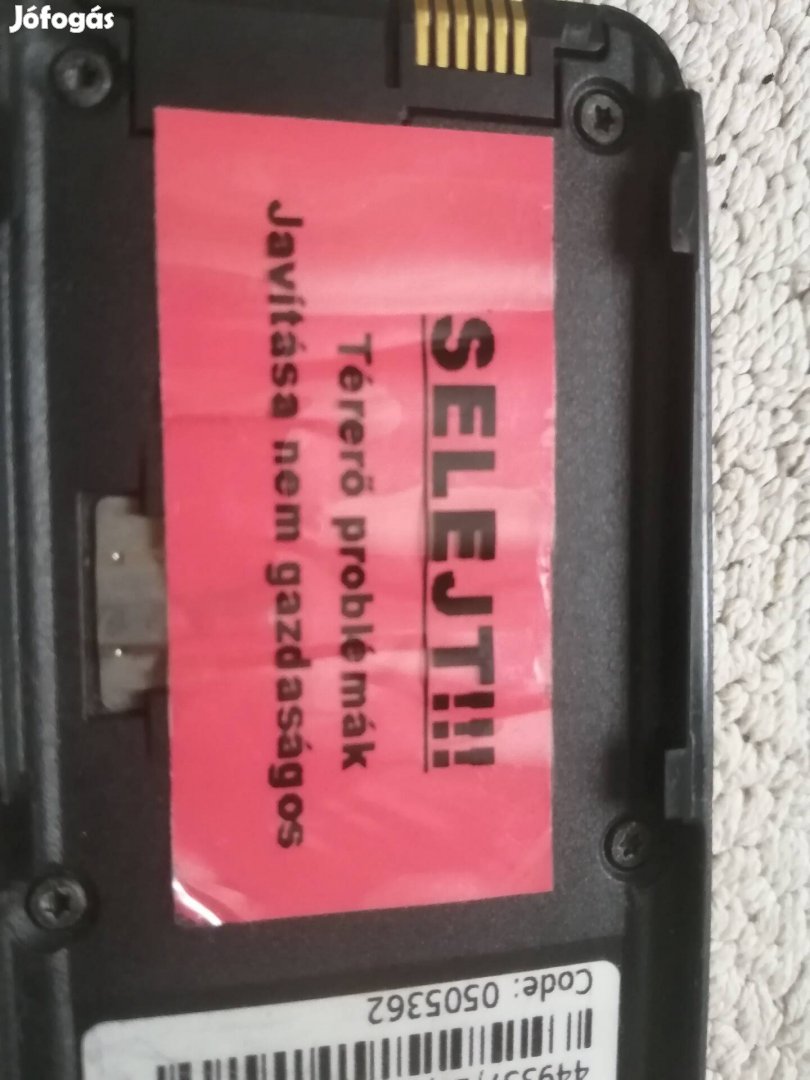 Jófogás
SELEJT!!!
Térerő problémák
Javítása nem gazdaságos
Code: 0505362